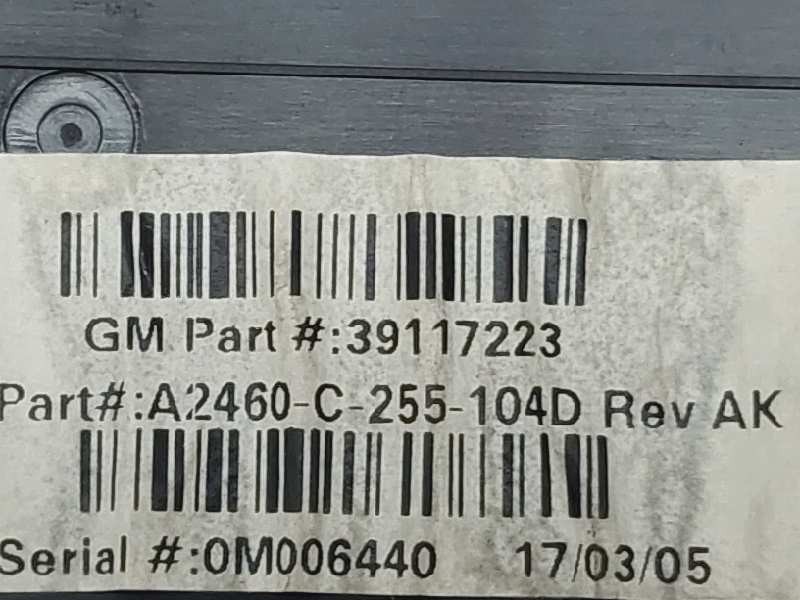 GM Part #:39117223
Part#:A2460-C-255-104D Rev AK
Serial #:0M006440 17/03/05